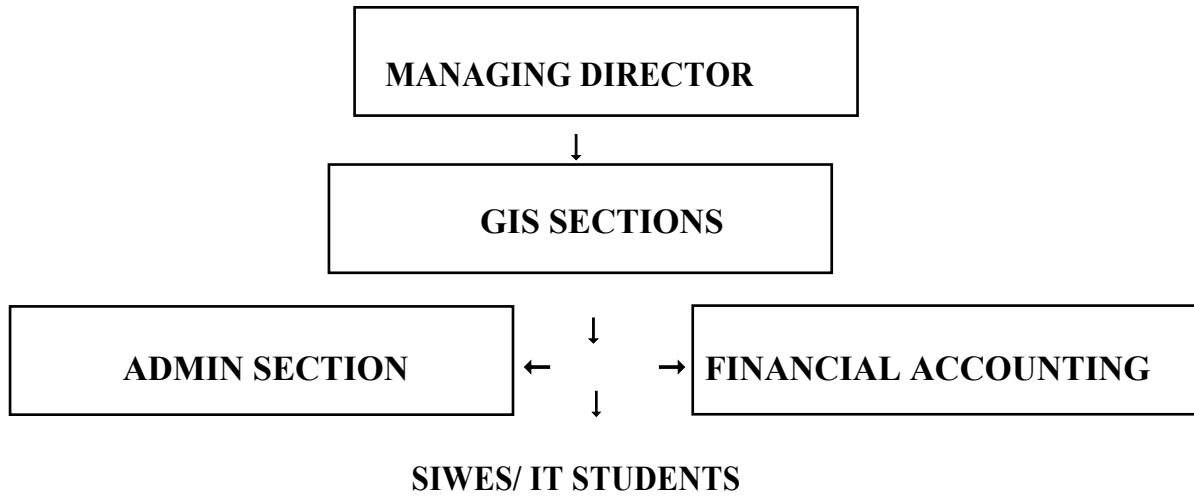 MANAGING DIRECTOR
GIS SECTIONS
ADMIN SECTION
FINANCIAL ACCOUNTING
SIWES/ IT STUDENTS